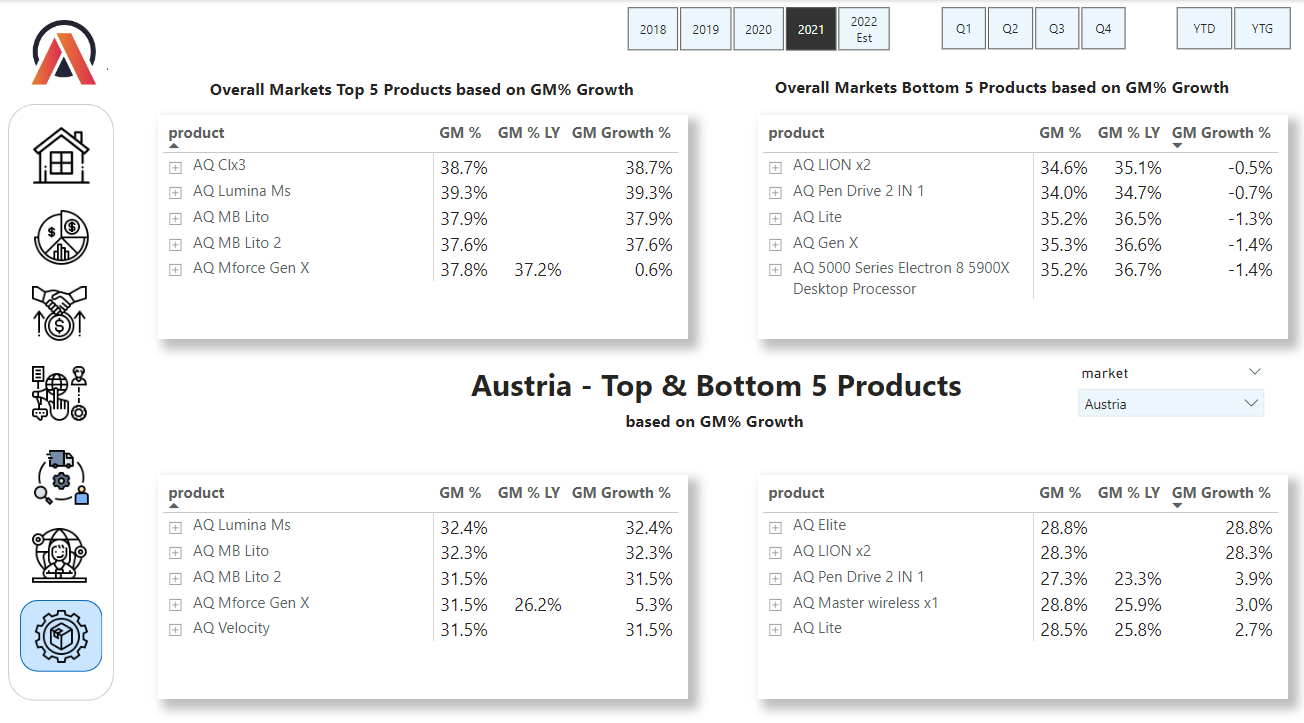 2018 2019 2020 2021 2022 Est Q1 Q2 Q3 Q4 YTD YTG
Overall Markets Top 5 Products based on GM% Growth
product GM % GM % LY GM Growth %
AQ Clx3 38.7% 38.7%
AQ Lumina Ms 39.3% 39.3%
AQ MB Lito 37.9% 37.9%
AQ MB Lito 2 37.6% 37.6%
AQ Mforce Gen X 37.8% 37.2% 0.6%
Overall Markets Bottom 5 Products based on GM% Growth
product GM % GM % LY GM Growth %
AQ LION x2 34.6% 35.1% -0.5%
AQ Pen Drive 2 IN 1 34.0% 34.7% -0.7%
AQ Lite 35.2% 36.5% -1.3%
AQ Gen X 35.3% 36.6% -1.4%
AQ 5000 Series Electron 8 5900X 35.2% 36.7% -1.4%
Desktop Processor
Austria - Top & Bottom 5 Products
based on GM% Growth
market
Austria
product GM % GM % LY GM Growth %
AQ Lumina Ms 32.4% 32.4%
AQ MB Lito 32.3% 32.3%
AQ MB Lito 2 31.5% 31.5%
AQ Mforce Gen X 31.5% 26.2% 5.3%
AQ Velocity 31.5% 31.5%
product GM % GM % LY GM Growth %
AQ Elite 28.8% 28.8%
AQ LION x2 28.3% 28.3%
AQ Pen Drive 2 IN 1 27.3% 23.3% 3.9%
AQ Master wireless x1 28.8% 25.9% 3.0%
AQ Lite 28.5% 25.8% 2.7%